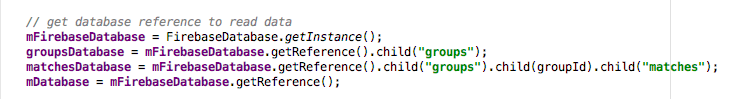 // get database reference to read data
mFirebaseDatabase = FirebaseDatabase.getInstance();
groupsDatabase = mFirebaseDatabase.getReference().child("groups");
matchesDatabase = mFirebaseDatabase.getReference().child("groups").child(groupId).child("matches");
mDatabase = mFirebaseDatabase.getReference();